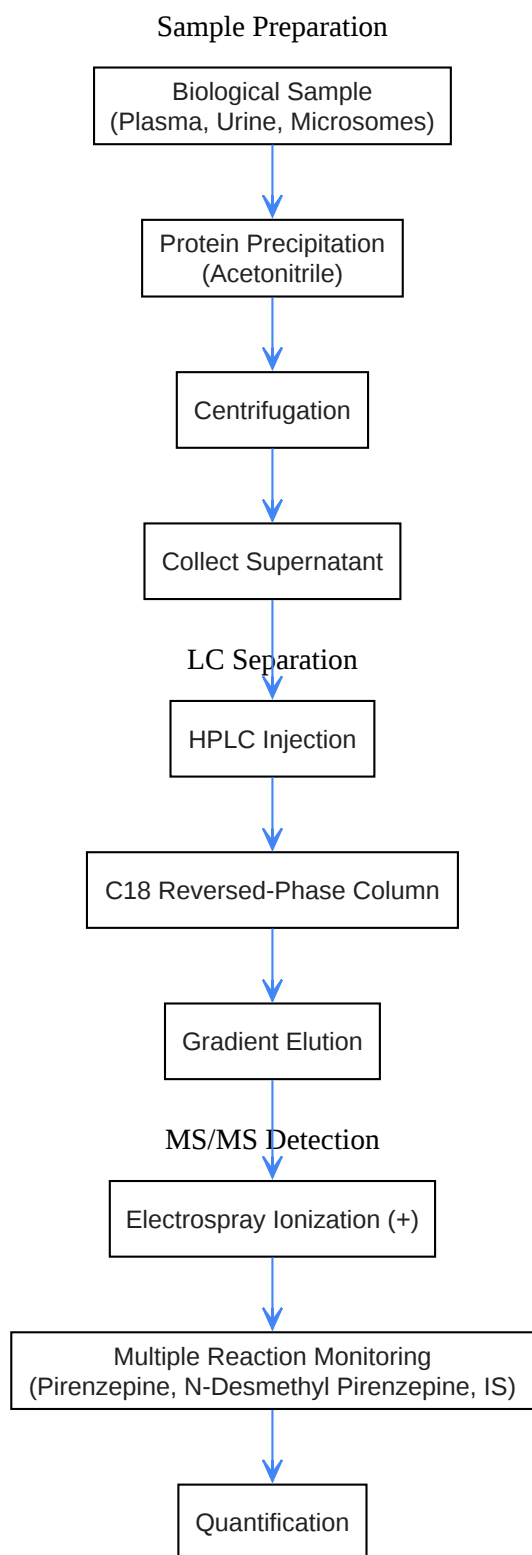 Sample Preparation
Biological Sample
(Plasma, Urine, Microsomes)
Protein Precipitation
(Acetonitrile)
Centrifugation
Collect Supernatant
LC Separation
HPLC Injection
C18 Reversed-Phase Column
Gradient Elution
MS/MS Detection
Electrospray Ionization (+)
Multiple Reaction Monitoring
(Pirenzepine, N-Desmethyl Pirenzepine, IS)
Quantification